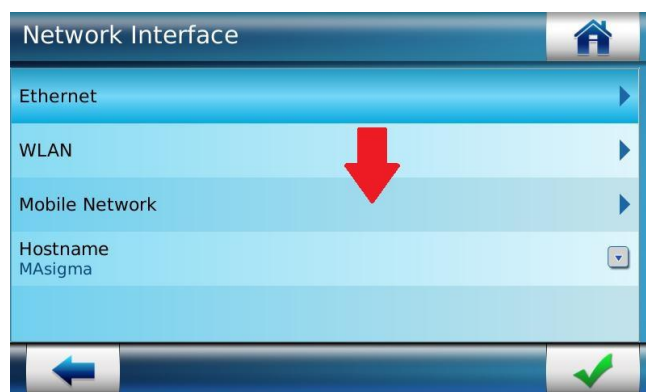 Network Interface
Ethernet
WLAN
Mobile Network
Hostname
MAsigma